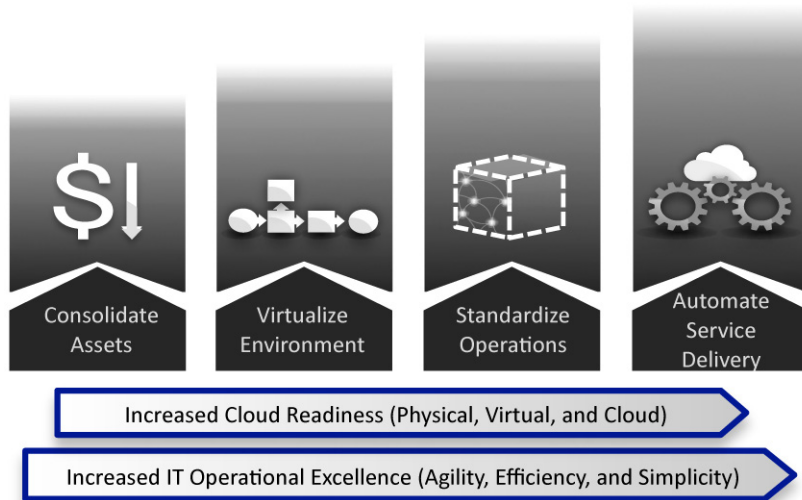 $
Consolidate
Assets
Virtualize
Environment
Standardize
Operations
Automate
Service
Delivery
Increased Cloud Readiness (Physical, Virtual, and Cloud)
Increased IT Operational Excellence (Agility, Efficiency, and Simplicity)